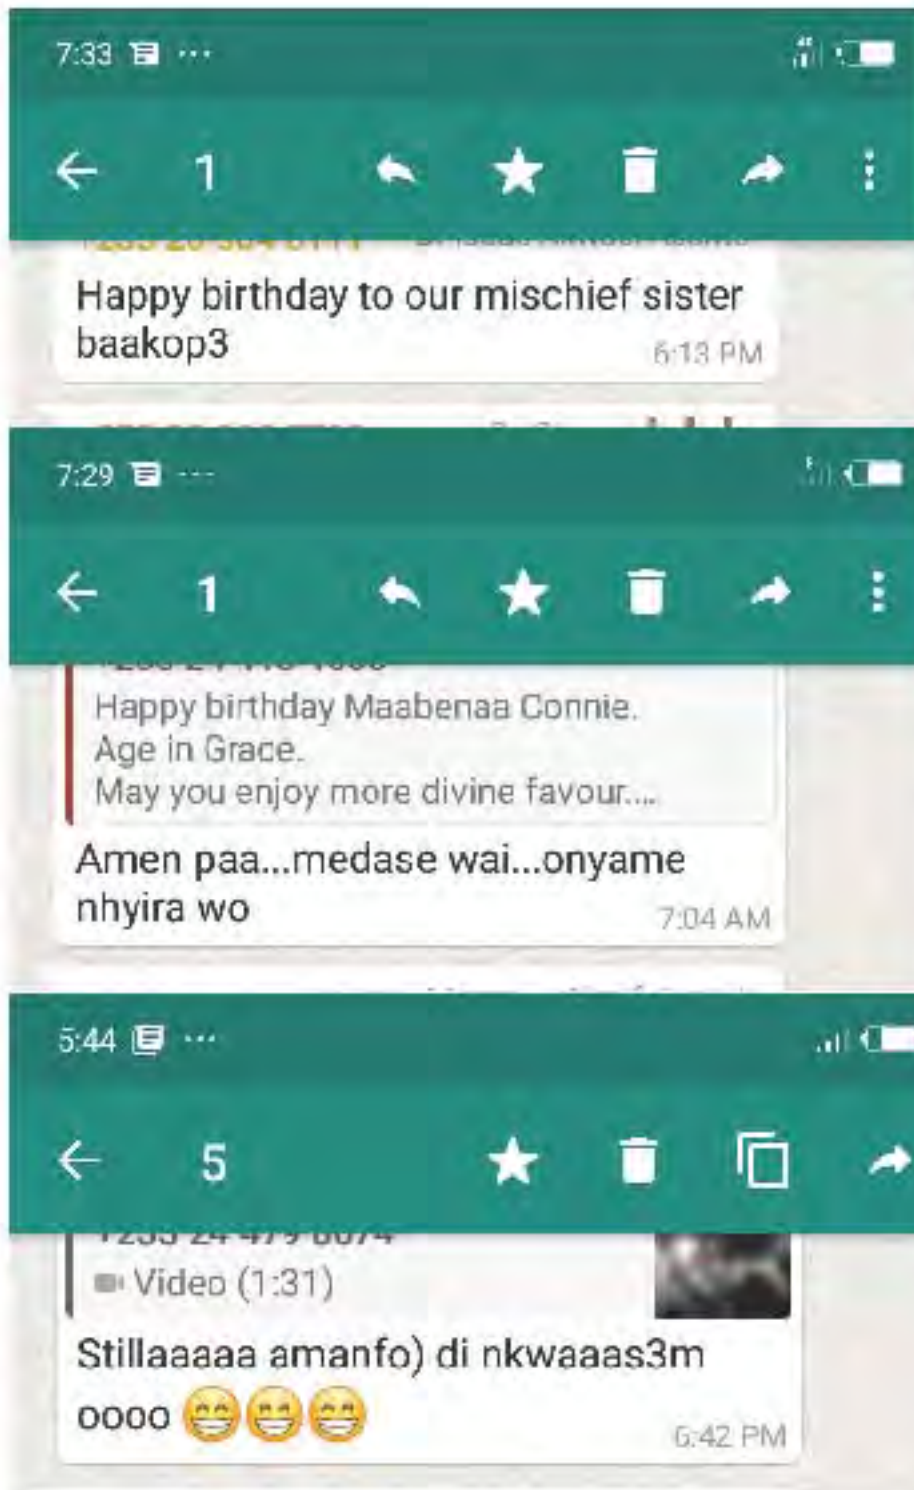 7:33
1
Happy birthday to our mischief sister
baakop3
6:13 PM
7:29
1
Happy birthday Maabenaa Connie.
Age in Grace.
May you enjoy more divine favour....
Amen paa...medase wai...onyame
nhyira wo
7:04 AM
5:44
5
Video (1:31)
Stillaaaaa amanfo) di nkwaaas3m
oooo 😁😁😁
6:42 PM